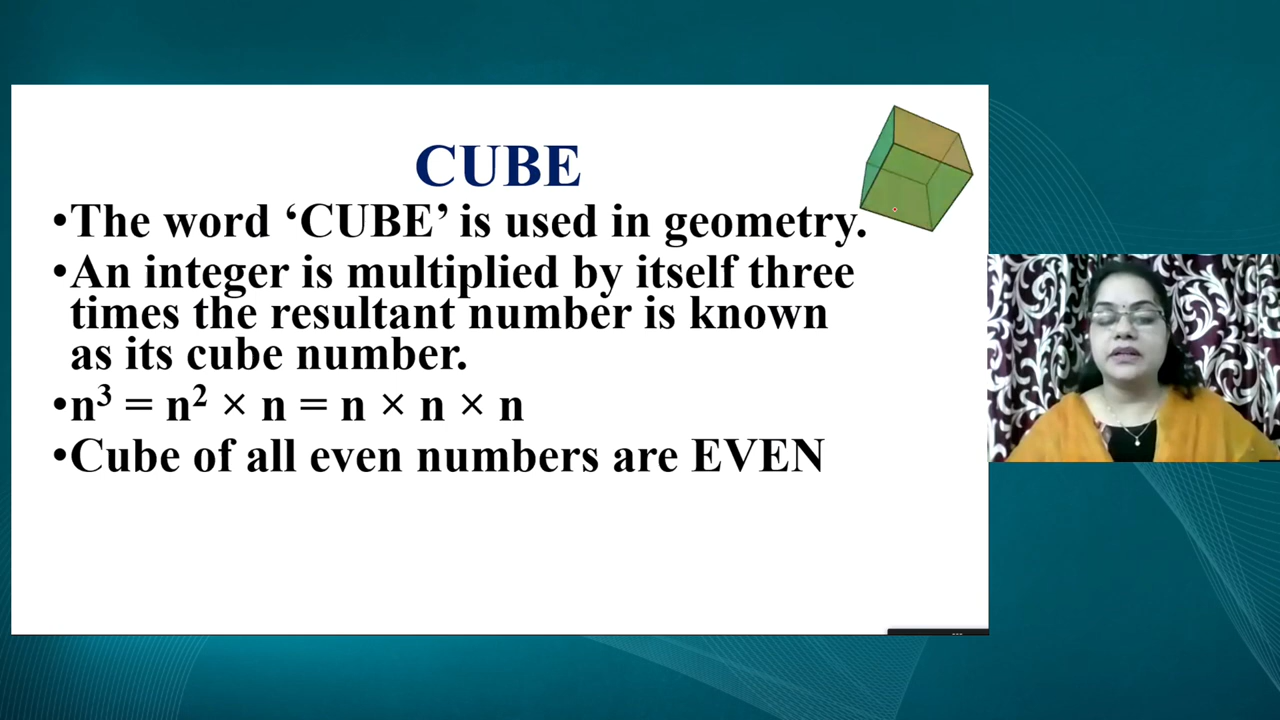 CUBE
•The word ‘CUBE’ is used in geometry.
•An integer is multiplied by itself three
times the resultant number is known
as its cube number.
•n³ = n² × n = n × n × n
•Cube of all even numbers are EVEN